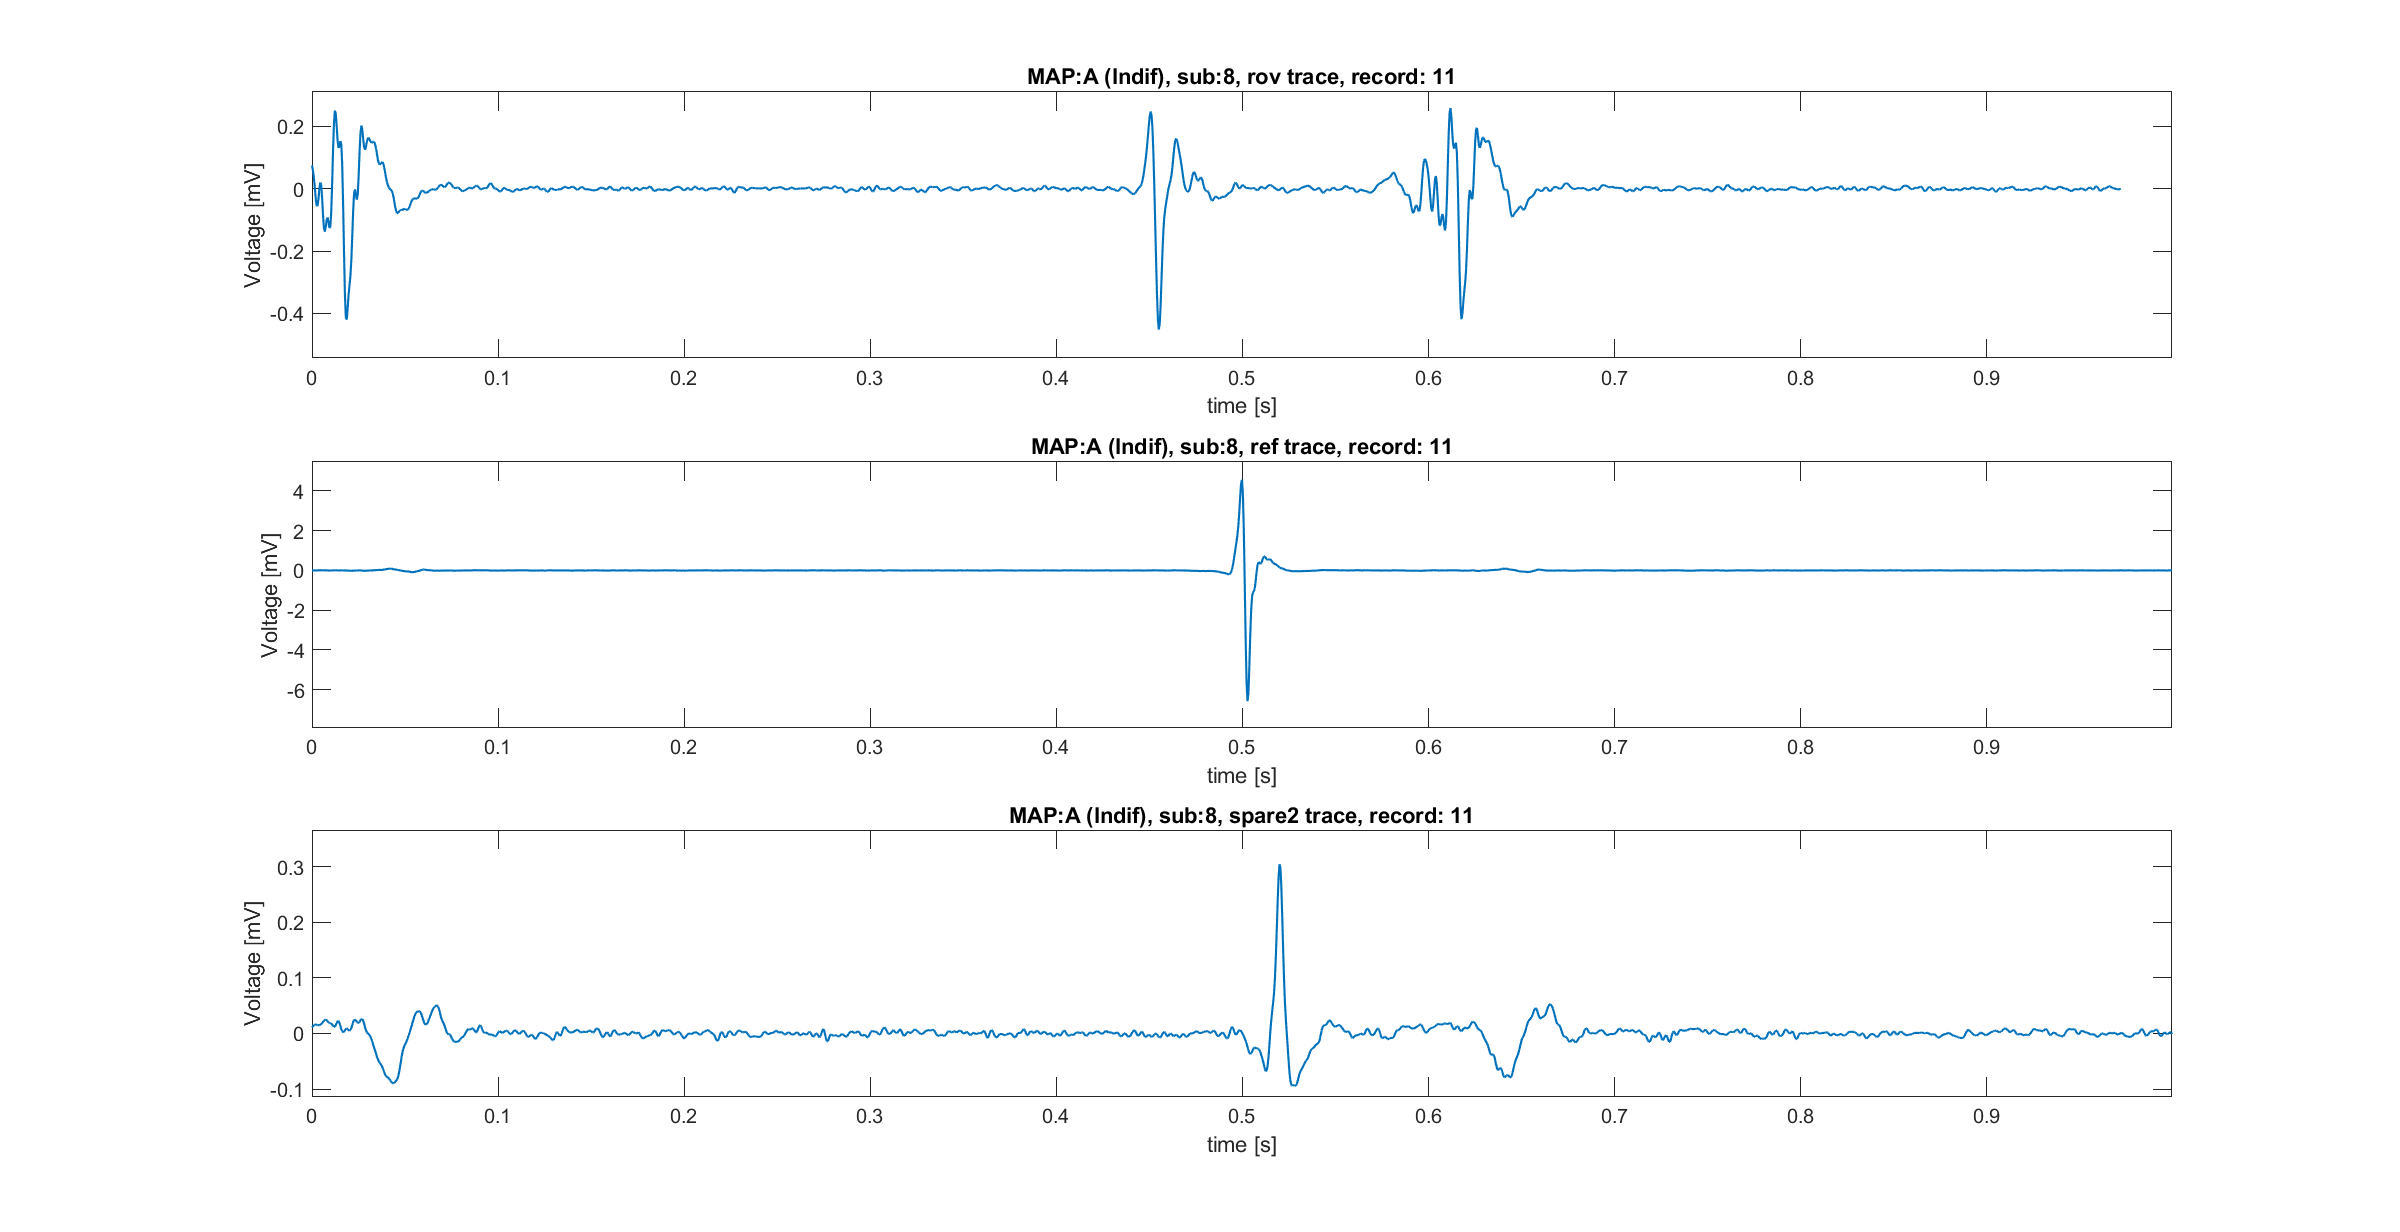 MAP:A (Indif), sub:8, rov trace, record: 11
Voltage [mV]
0.2
0
-0.2
-0.4
0 0.1 0.2 0.3 0.4 0.5 0.6 0.7 0.8 0.9
time [s]
MAP:A (Indif), sub:8, ref trace, record: 11
Voltage [mV]
4
2
0
-2
-4
-6
0 0.1 0.2 0.3 0.4 0.5 0.6 0.7 0.8 0.9
time [s]
MAP:A (Indif), sub:8, spare2 trace, record: 11
Voltage [mV]
0.3
0.2
0.1
0
-0.1
0 0.1 0.2 0.3 0.4 0.5 0.6 0.7 0.8 0.9
time [s]